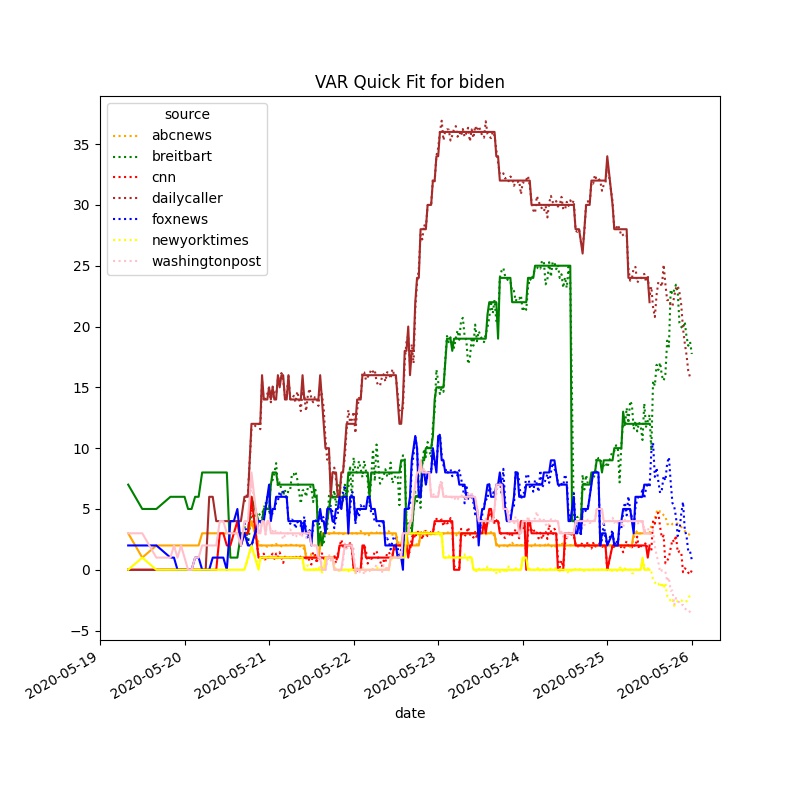 VAR Quick Fit for biden
source
abcnews
breitbart
cnn
dailycaller
foxnews
newyorktimes
washingtonpost
35
30
25
20
15
10
5
0
−5
2020-05-19
2020-05-20
2020-05-21
2020-05-22
2020-05-23
2020-05-24
2020-05-25
2020-05-26
date